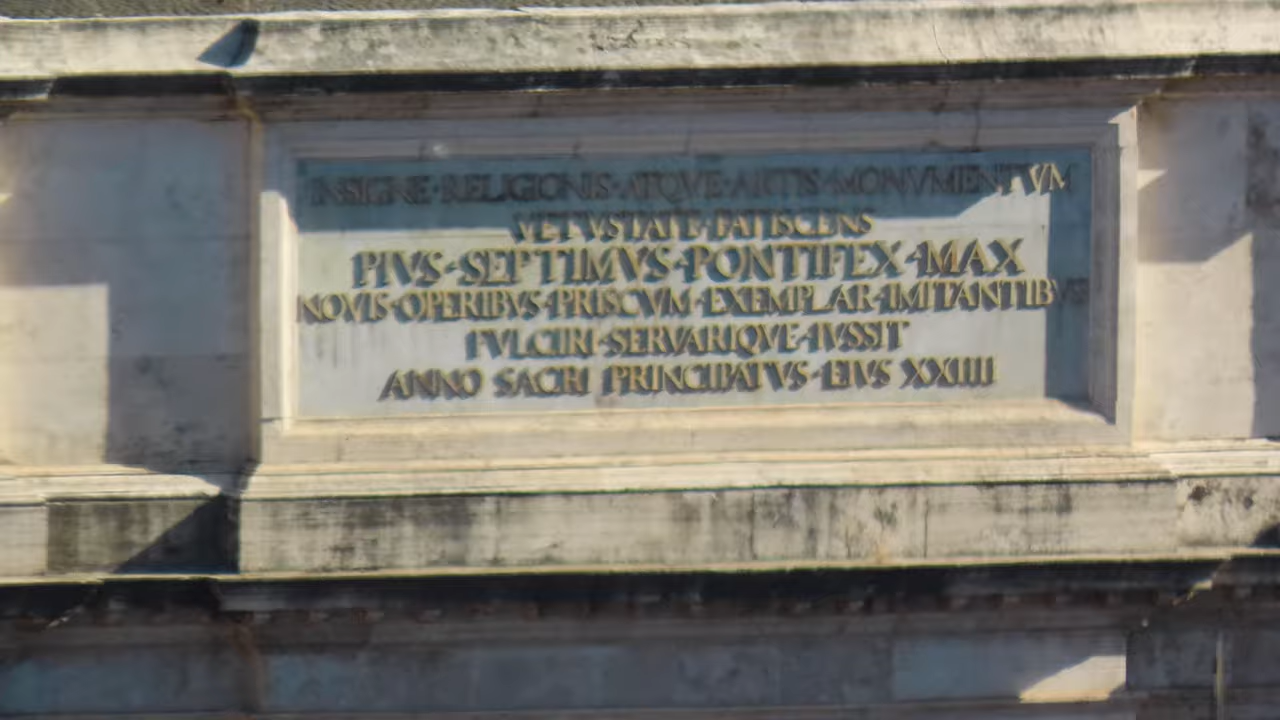 INSIGNE·RELIGIONIS·ATQVE·ARTIS·MONVMENTVM
VETVSTATE·FATISCENS
PIVS·SEPTIMVS·PONTIFEX·MAX
NOVIS·OPERIBVS·PRISCVM·EXEMPLAR·IMITANTIBVS
FVLCIRI·SERVARIQVE·IVSSIT
ANNO SACRI PRINCIPATVS·EIVS XXIIII